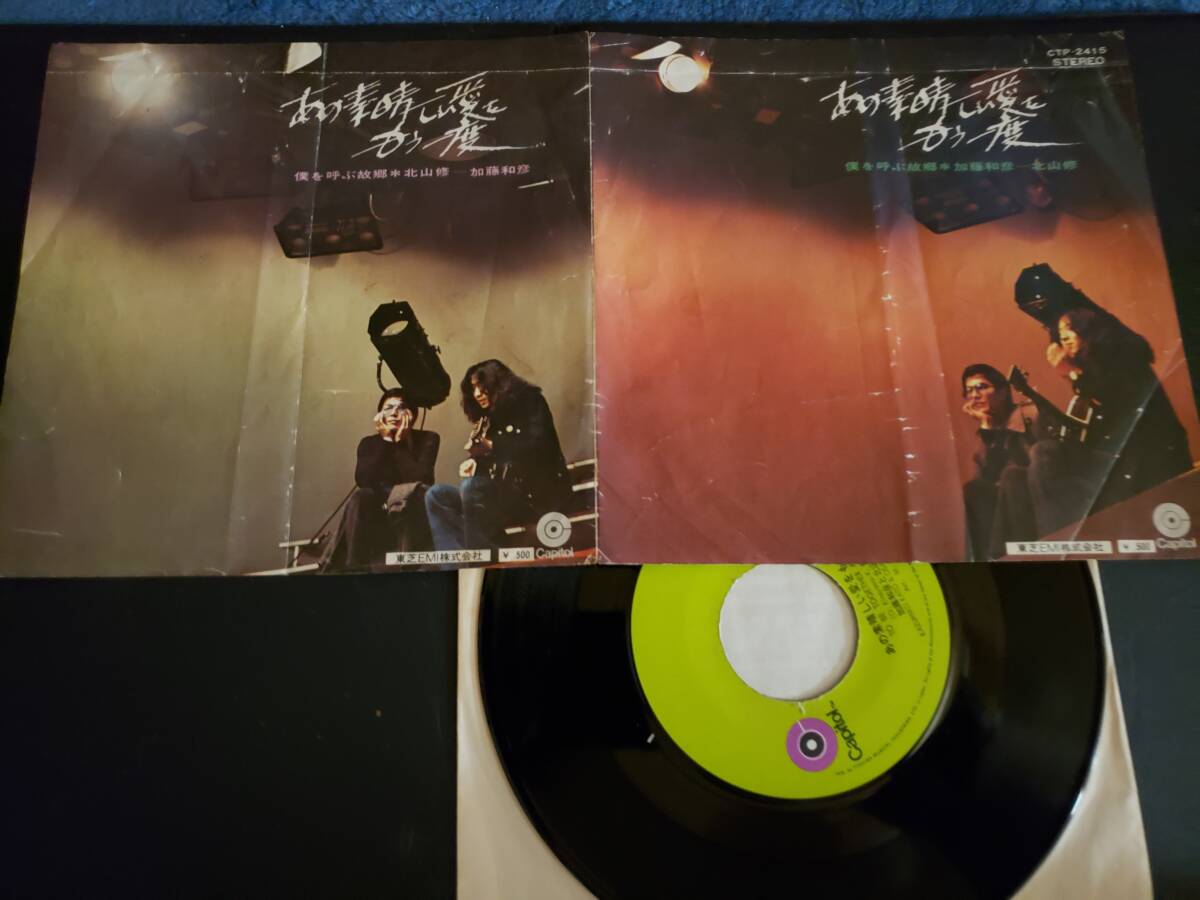 あの素晴しい愛を
もう一度
僕を呼ぶ故郷*北山修―加藤和彦
東芝EMI株式会社
¥ 500
Capitol
CTP-2415
STEREO
あの素晴しい愛を
もう一度
僕を呼ぶ故郷*加藤和彦―北山修
東芝EMI株式会社
¥ 500
Capitol
Capitol